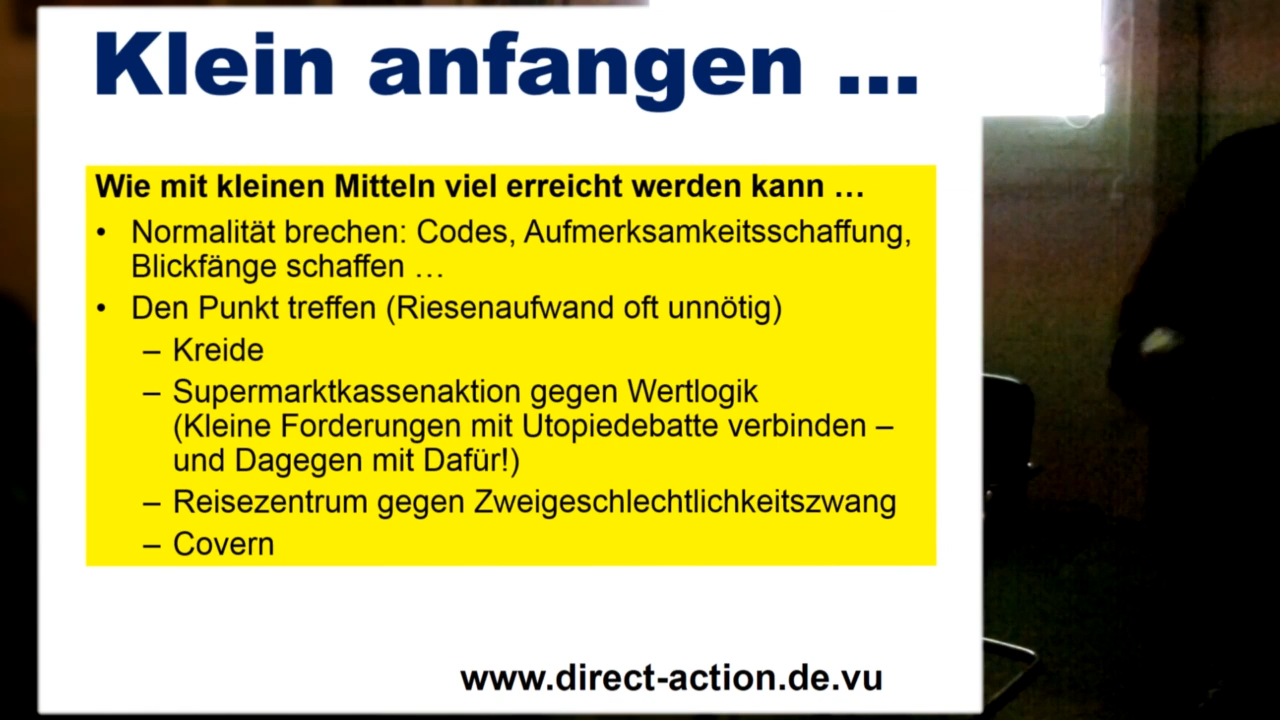 Klein anfangen ...
Wie mit kleinen Mitteln viel erreicht werden kann …
• Normalität brechen: Codes, Aufmerksamkeitsschaffung,
Blickfänge schaffen …
• Den Punkt treffen (Riesenaufwand oft unnötig)
– Kreide
– Supermarktkassenaktion gegen Wertlogik
(Kleine Forderungen mit Utopiedebatte verbinden –
und Dagegen mit Dafür!)
– Reisezentrum gegen Zweigeschlechtlichkeitszwang
– Covern
www.direct-action.de.vu